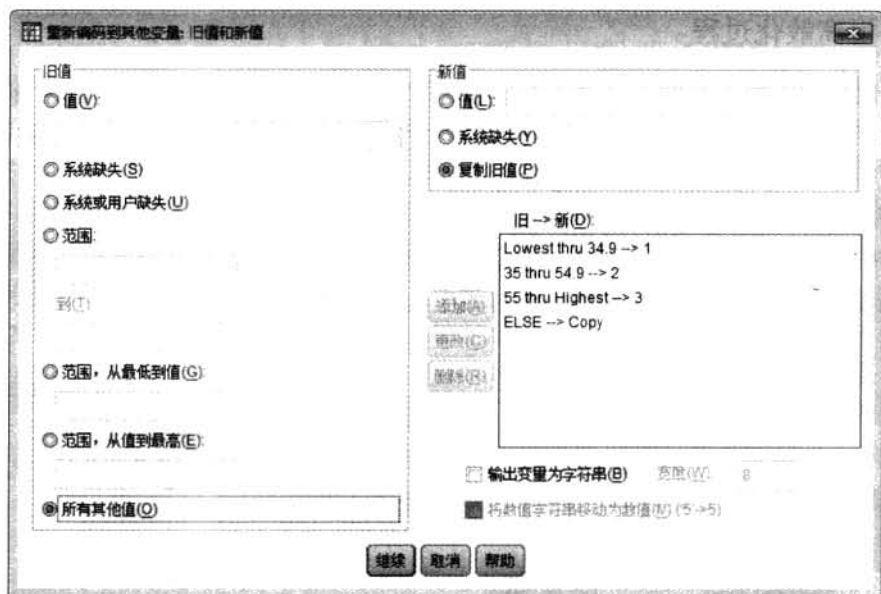 重新编码到其他变量: 旧值和新值
旧值
值(V):
系统缺失(S)
系统或用户缺失(U)
范围:
到(T)
范围，从最低到值(G):
范围，从值到最高(E):
所有其他值(O)
新值
值(L):
系统缺失(Y)
复制旧值(P)
旧 --> 新(D):
Lowest thru 34.9 --> 1
35 thru 54.9 --> 2
55 thru Highest --> 3
ELSE --> Copy
添加(A)
更改(C)
删除(R)
输出变量为字符串(B) 宽度(W): 8
将数值字符串移动为数值(M) ('5'->5)
继续 取消 帮助